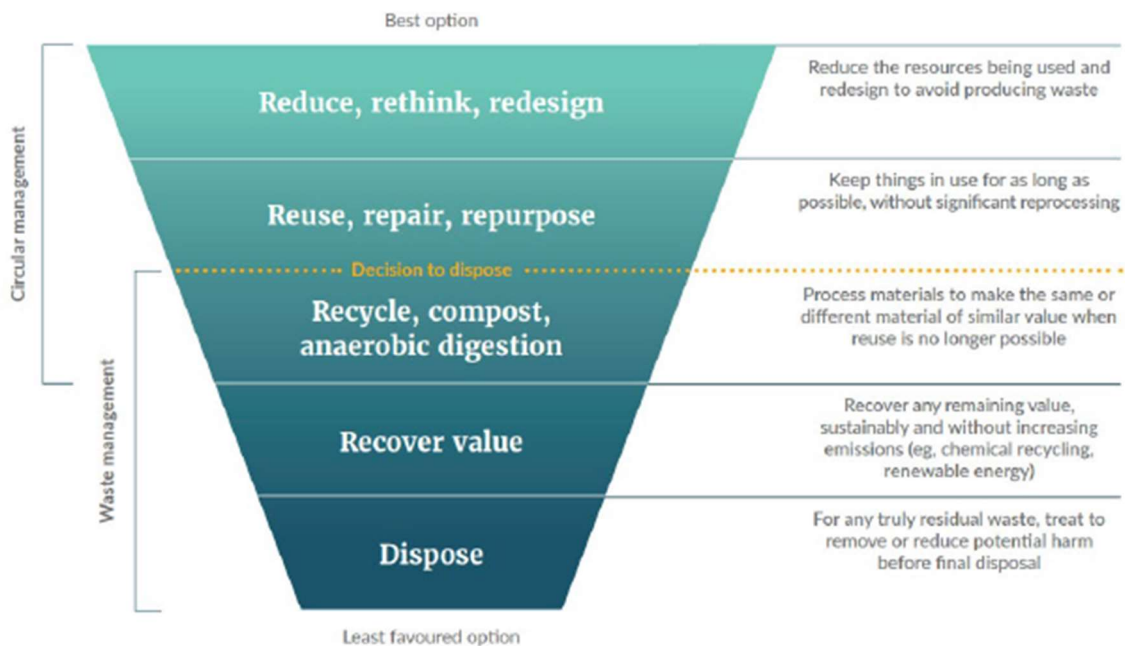 Best option
Circular management
Reduce, rethink, redesign
Reduce the resources being used and
redesign to avoid producing waste
Reuse, repair, repurpose
Keep things in use for as long as
possible, without significant reprocessing
Decision to dispose
Waste management
Recycle, compost,
anaerobic digestion
Process materials to make the same or
different material of similar value when
reuse is no longer possible
Recover value
Recover any remaining value,
sustainably and without increasing
emissions (eg, chemical recycling,
renewable energy)
Dispose
For any truly residual waste, treat to
remove or reduce potential harm
before final disposal
Least favoured option